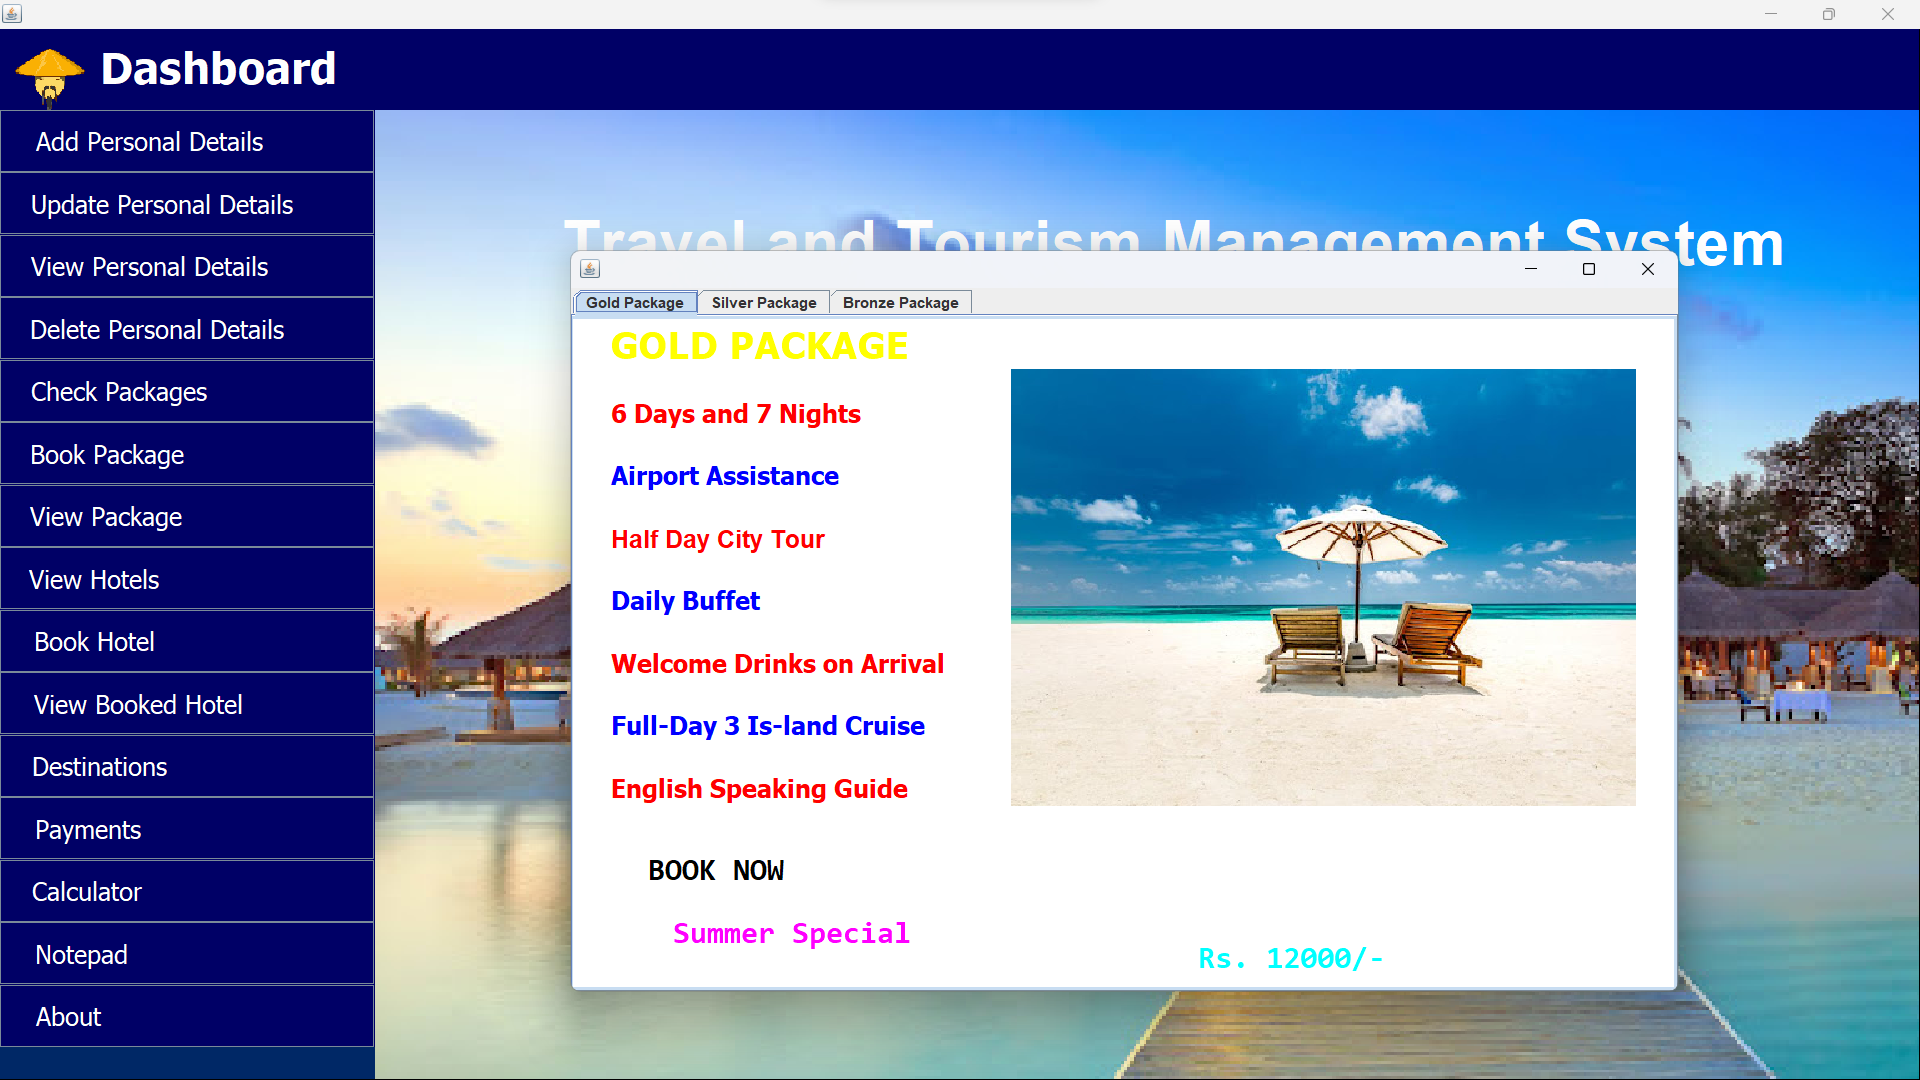 Dashboard
Add Personal Details
Update Personal Details
View Personal Details
Delete Personal Details
Check Packages
Book Package
View Package
View Hotels
Book Hotel
View Booked Hotel
Destinations
Payments
Calculator
Notepad
About
Travel and Tourism Management System
Gold Package
Silver Package
Bronze Package
GOLD PACKAGE
6 Days and 7 Nights
Airport Assistance
Half Day City Tour
Daily Buffet
Welcome Drinks on Arrival
Full-Day 3 Is-land Cruise
English Speaking Guide
BOOK NOW
Summer Special
Rs. 12000/-